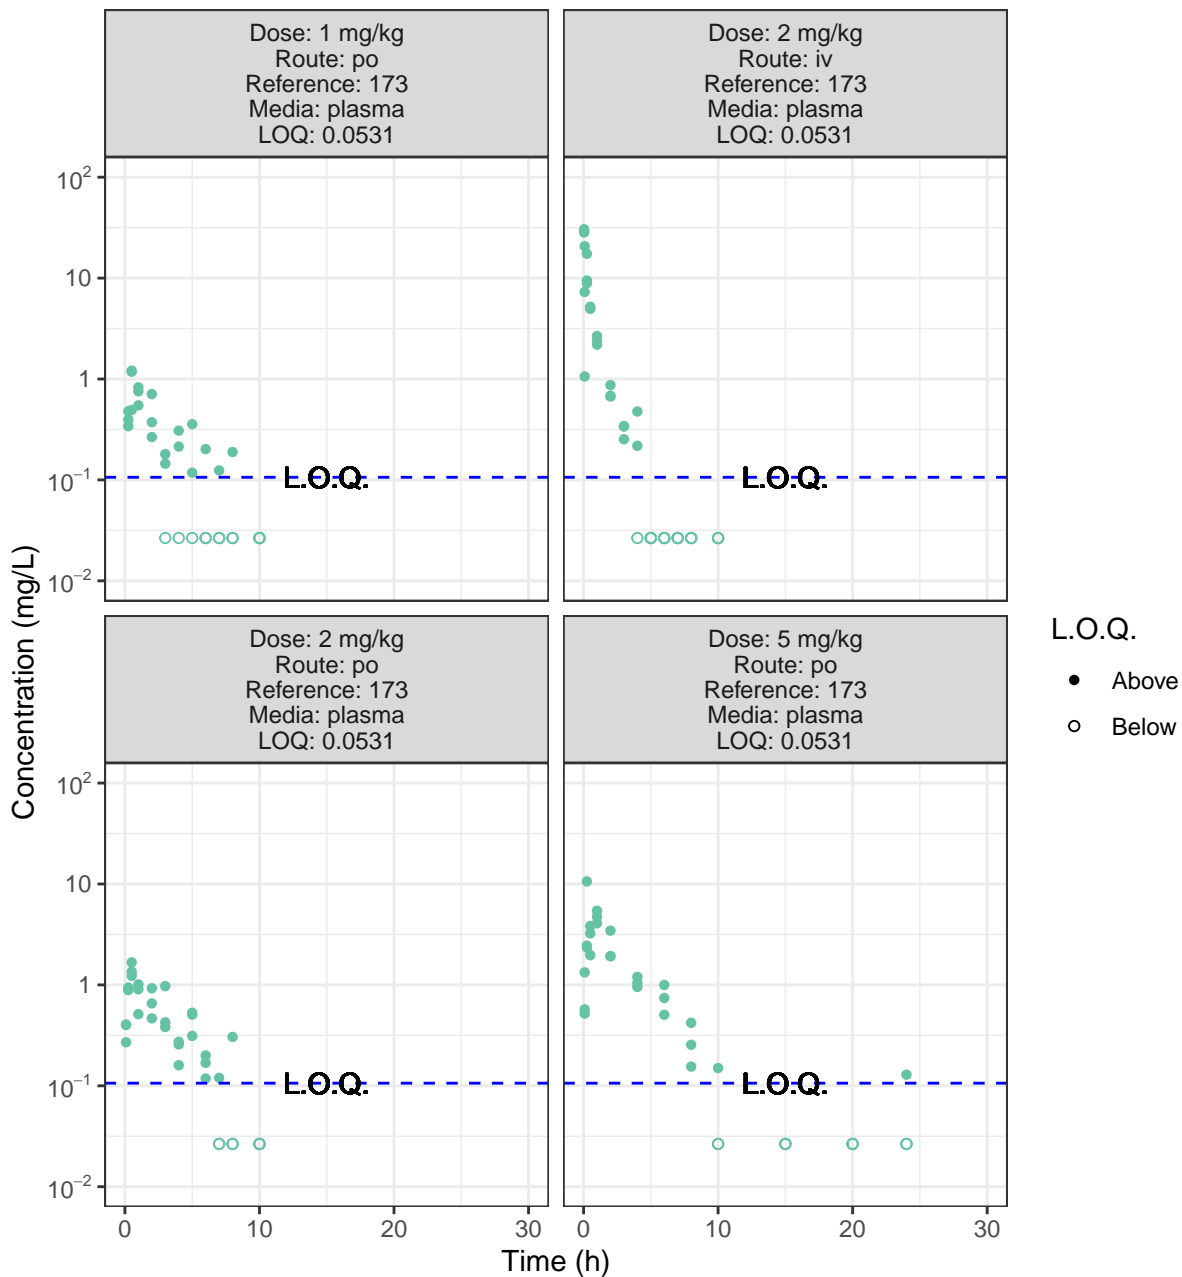 Dose: 1 mg/kg
Route: po
Reference: 173
Media: plasma
LOQ: 0.0531
Dose: 2 mg/kg
Route: iv
Reference: 173
Media: plasma
LOQ: 0.0531
10²
10
1
10⁻¹
10⁻²
L.O.Q.
L.O.Q.
Concentration (mg/L)
Dose: 2 mg/kg
Route: po
Reference: 173
Media: plasma
LOQ: 0.0531
Dose: 5 mg/kg
Route: po
Reference: 173
Media: plasma
LOQ: 0.0531
10²
10
1
10⁻¹
10⁻²
L.O.Q.
L.O.Q.
0 10 20 30
0 10 20 30
Time (h)
L.O.Q.
Above
Below